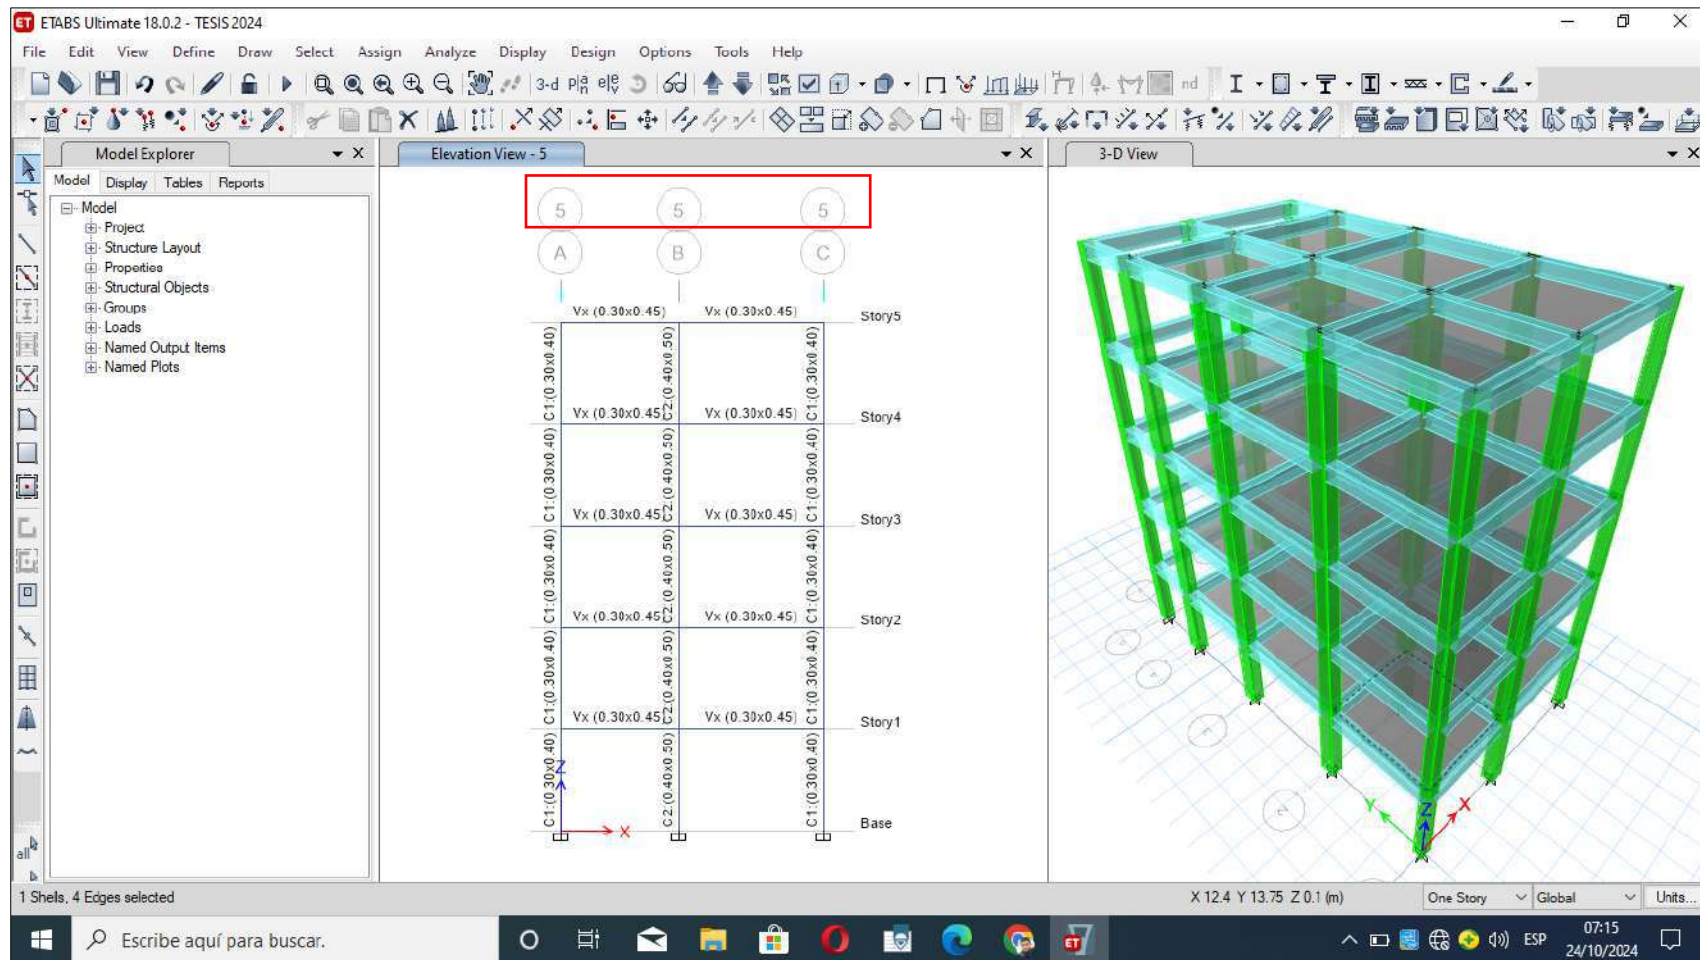 ETABS Ultimate 18.0.2 - TESIS 2024
File Edit View Define Draw Select Assign Analyze Display Design Options Tools Help
3-d plä elë nd
Model Explorer
Model Display Tables Reports
Model
Project
Structure Layout
Properties
Structural Objects
Groups
Loads
Named Output Items
Named Plots
Elevation View - 5
5 5 5
A B C
Vx (0.30x0.45) Vx (0.30x0.45) Story5
C1:(0.30x0.40) C2:(0.40x0.50) C1:(0.30x0.40)
Vx (0.30x0.45 Vx (0.30x0.45) Story4
C1:(0.30x0.40) C2:(0.40x0.50) C1:(0.30x0.40)
Vx (0.30x0.45 Vx (0.30x0.45) Story3
C1:(0.30x0.40) C2:(0.40x0.50) C1:(0.30x0.40)
Vx (0.30x0.45 Vx (0.30x0.45) Story2
C1:(0.30x0.40) C2:(0.40x0.50) C1:(0.30x0.40)
Vx (0.30x0.45 Vx (0.30x0.45) Story1
C1:(0.30x0.40) C2:(0.40x0.50) C1:(0.30x0.40)
Z
X
Base
3-D View
Y Z X
all
1 Shells, 4 Edges selected
X 12.4 Y 13.75 Z 0.1 (m)
One Story Global Units...
Escribe aquí para buscar.
ESP
07:15
24/10/2024